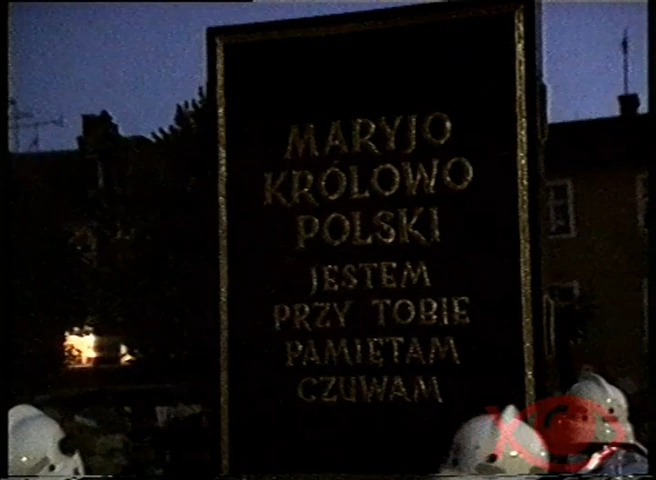 MARYJO
KRÓLOWO
POLSKI
JESTEM
PRZY TOBIE
PAMIĘTAM
CZUWAM